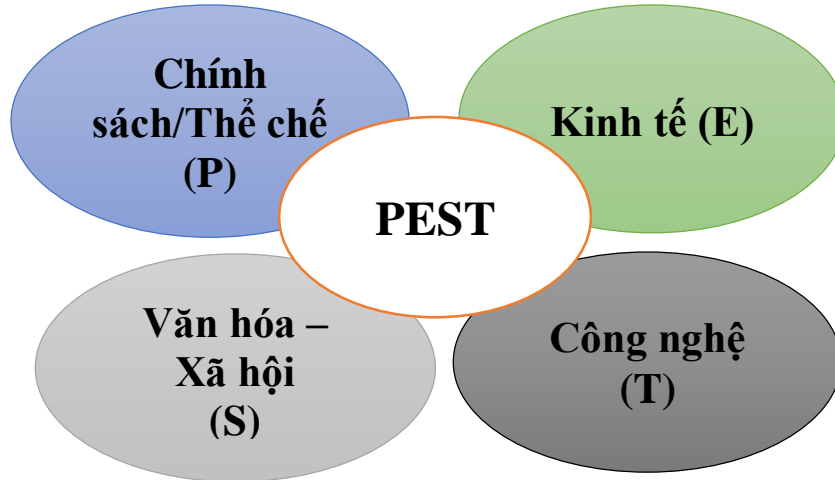 Chính
sách/Thể chế
(P)
Kinh tế (E)
PEST
Văn hóa –
Xã hội
(S)
Công nghệ
(T)